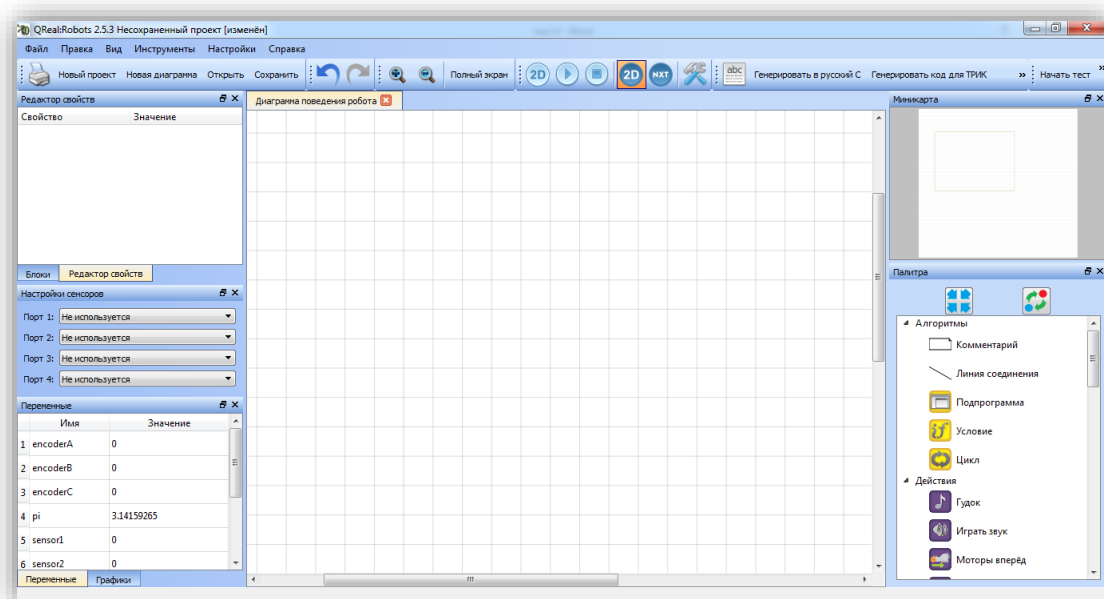 QReal:Robots 2.5.3 Несохраненный проект [изменён]
Файл Правка Вид Инструменты Настройки Справка
Новый проект Новая диаграмма Открыть Сохранить Полный экран 2D 2D NXT abc Генерировать в русский С Генерировать код для ТРИК » Начать тест »
Редактор свойств
Свойство Значение
Блоки Редактор свойств
Настройки сенсоров
Порт 1: Не используется
Порт 2: Не используется
Порт 3: Не используется
Порт 4: Не используется
Переменные
Имя Значение
1 encoderA 0
2 encoderB 0
3 encoderC 0
4 pi 3.14159265
5 sensor1 0
6 sensor2 0
Переменные Графики
Диаграмма поведения робота
Миникарта
Палитра
Алгоритмы
Комментарий
Линия соединения
Подпрограмма
if Условие
Цикл
Действия
Гудок
Играть звук
Моторы вперёд